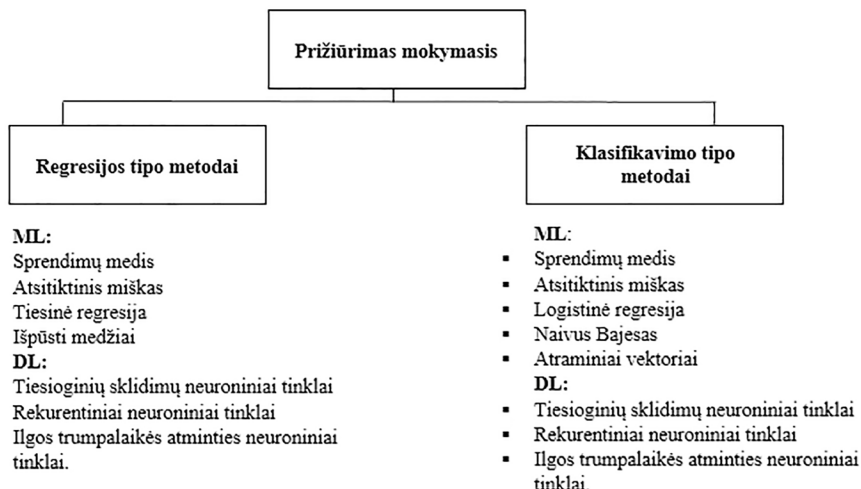 Prižiūrimas mokymasis
Regresijos tipo metodai
ML:
Sprendimų medis
Atsitiktinis miškas
Tiesinė regresija
Išpūsti medžiai
DL:
Tiesioginių sklidimų neuroniniai tinklai
Rekurentiniai neuroniniai tinklai
Ilgos trumpalaikės atminties neuroniniai
tinklai.
Klasifikavimo tipo
metodai
ML:
▪ Sprendimų medis
▪ Atsitiktinis miškas
▪ Logistinė regresija
▪ Naivus Bajesas
▪ Atraminiai vektoriai
DL:
▪ Tiesioginių sklidimų neuroniniai tinklai
▪ Rekurentiniai neuroniniai tinklai
▪ Ilgos trumpalaikės atminties neuroniniai
tinklai.